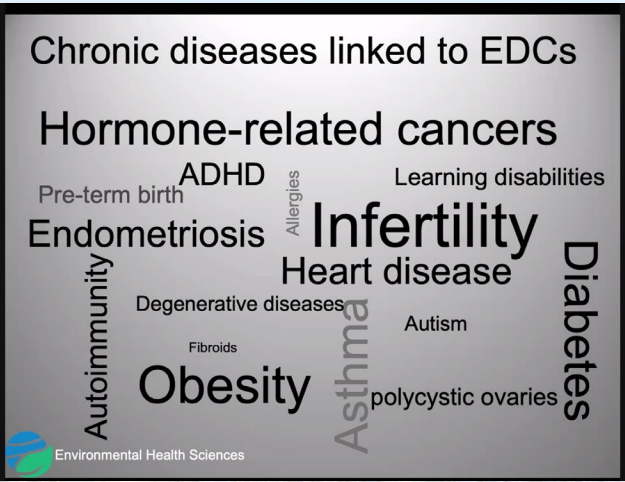 Chronic diseases linked to EDCs
Hormone-related cancers
ADHD
Allergies
Learning disabilities
Pre-term birth
Endometriosis
Infertility
Heart disease
Diabetes
Autoimmunity
Degenerative diseases
Asthma
Autism
Fibroids
Obesity
polycystic ovaries
Environmental Health Sciences